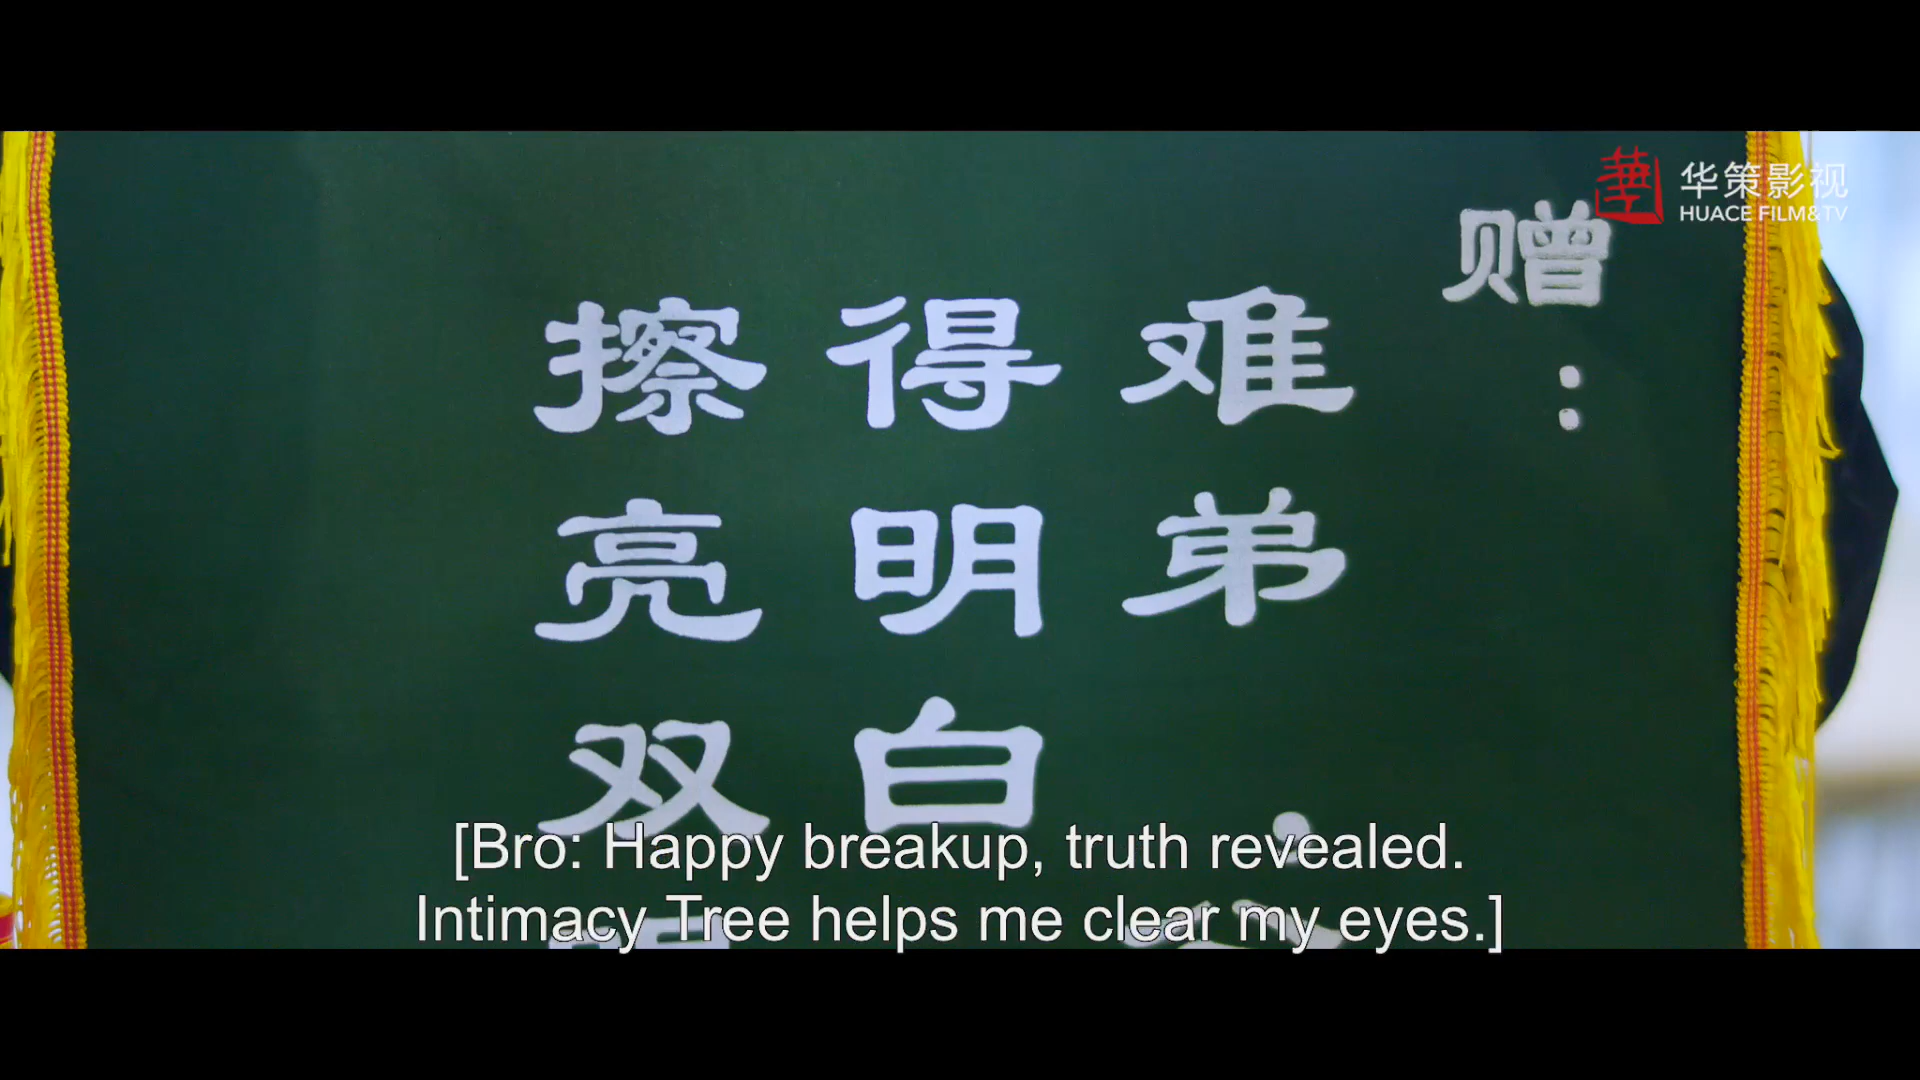 华策影视
HUACE FILM&TV
赠：
难弟
得明白
擦亮双
[Bro: Happy breakup, truth revealed.
Intimacy Tree helps me clear my eyes.]